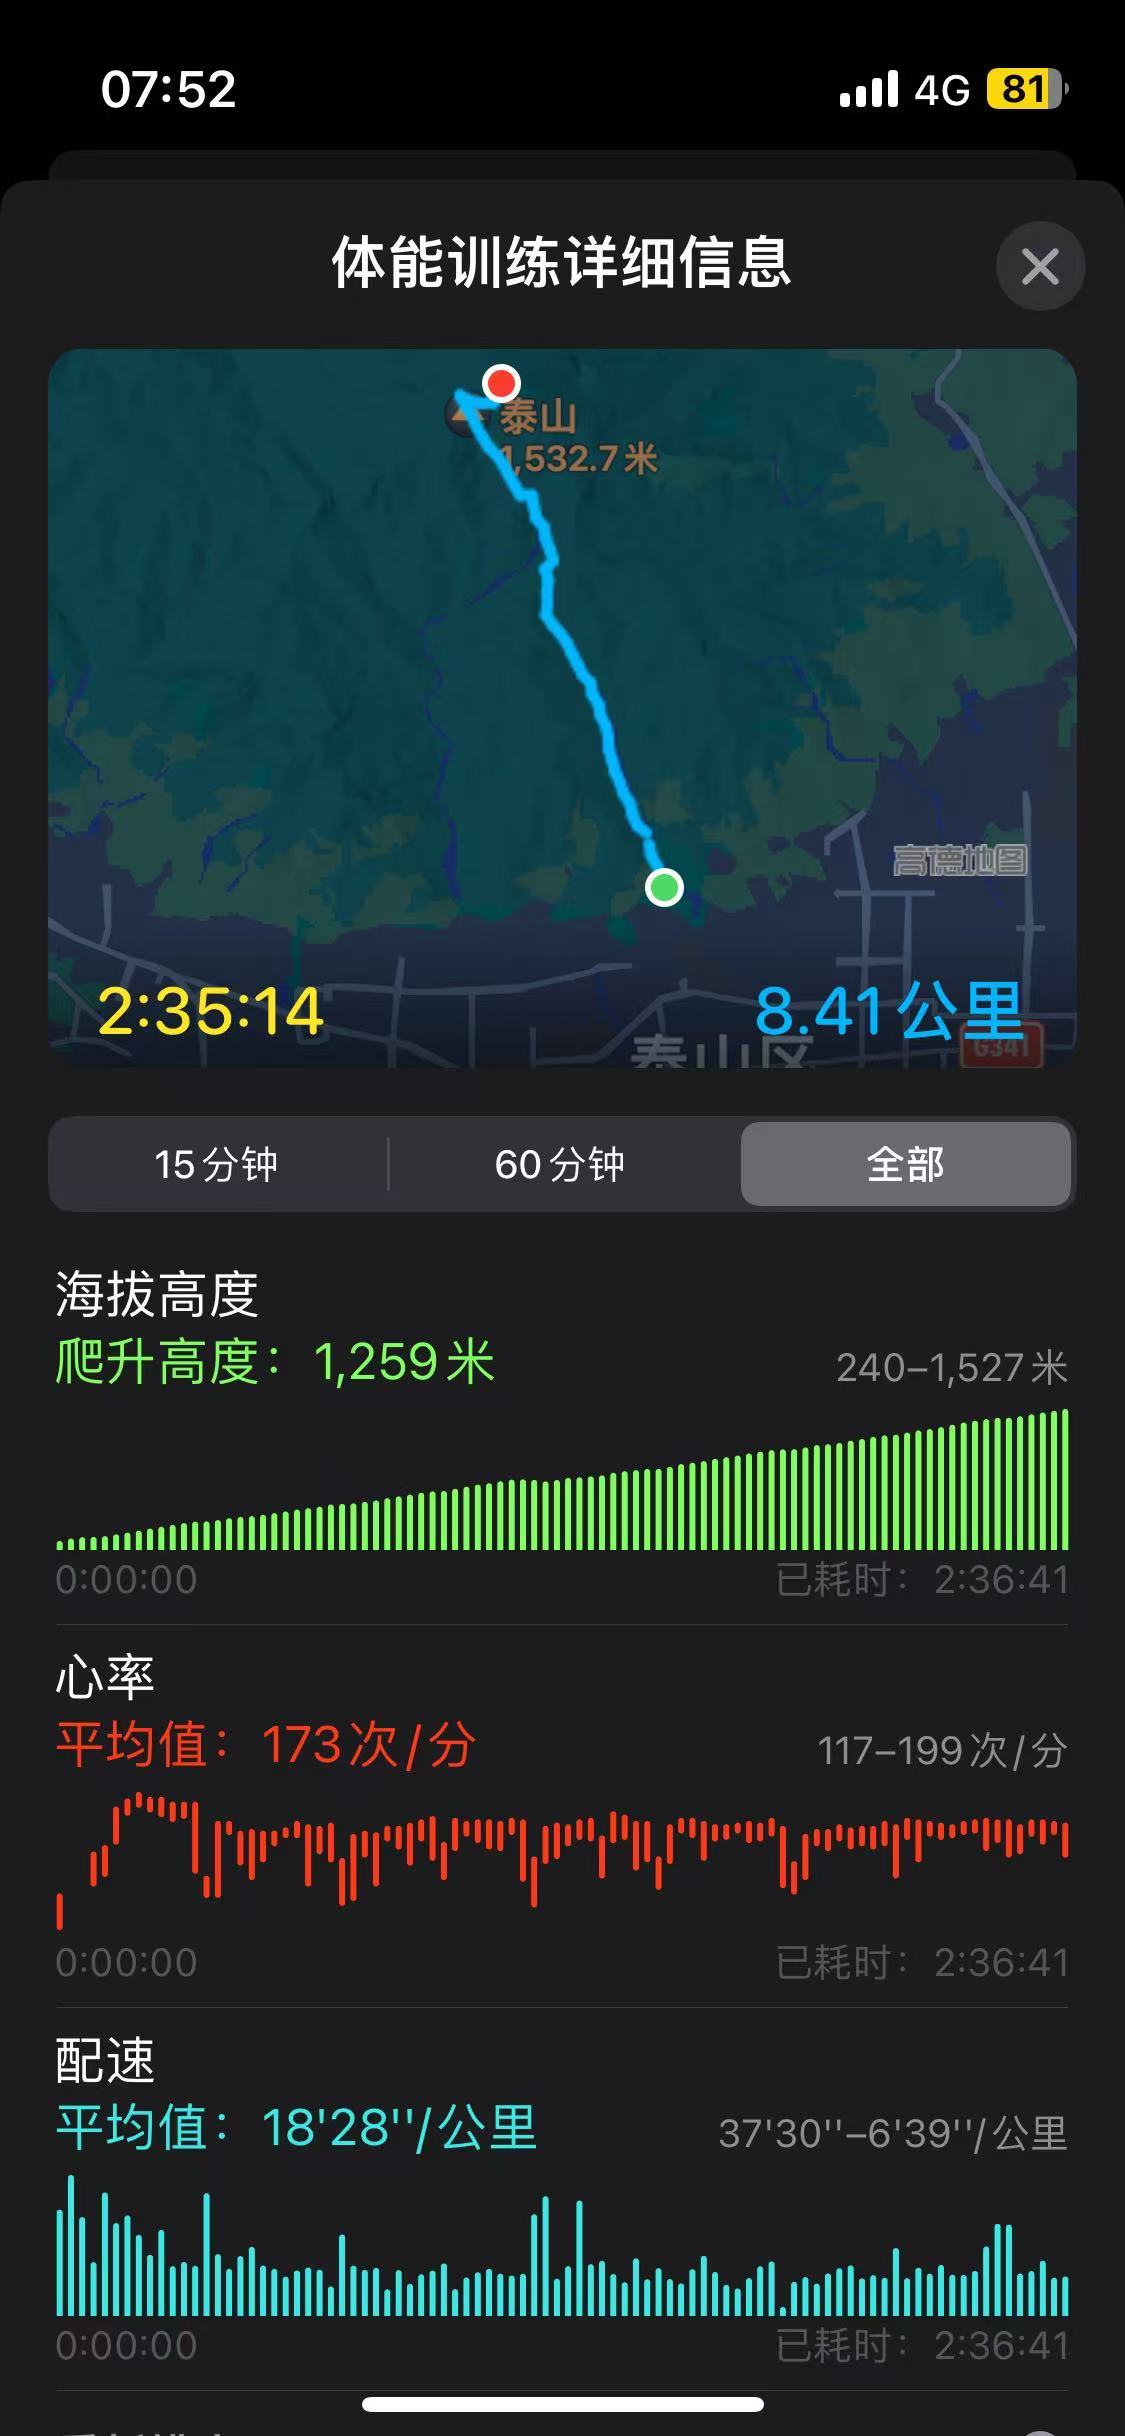 07:52
4G 81
体能训练详细信息
泰山
1,532.7米
高德地图
2:35:14
8.41公里
泰山区
G341
15分钟
60分钟
全部
海拔高度
爬升高度：1,259米
240–1,527米
0:00:00
已耗时：2:36:41
心率
平均值：173次/分
117–199次/分
0:00:00
已耗时：2:36:41
配速
平均值：18'28''/公里
37'30''–6'39''/公里
0:00:00
已耗时：2:36:41